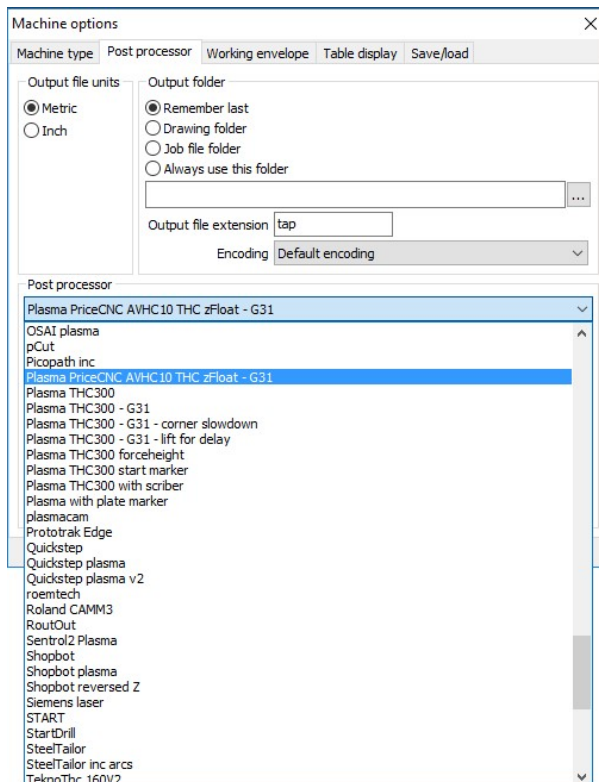 Machine options
Machine type Post processor Working envelope Table display Save/load
Output file units
Metric
Inch
Output folder
Remember last
Drawing folder
Job file folder
Always use this folder
...
Output file extension tap
Encoding Default encoding
Post processor
Plasma PriceCNC AVHC10 THC zFloat - G31
OSAI plasma
pCut
Picopath inc
Plasma PriceCNC AVHC10 THC zFloat - G31
Plasma THC300
Plasma THC300 - G31
Plasma THC300 - G31 - corner slowdown
Plasma THC300 - G31 - lift for delay
Plasma THC300 forceheight
Plasma THC300 start marker
Plasma THC300 with scriber
Plasma with plate marker
plasmacam
Prototrak Edge
Quickstep
Quickstep plasma
Quickstep plasma v2
roemtech
Roland CAMM3
RoutOut
Sentrol2 Plasma
Shopbot
Shopbot plasma
Shopbot reversed Z
Siemens laser
START
StartDrill
SteelTailor
SteelTailor inc arcs
TeknoThc 160V2